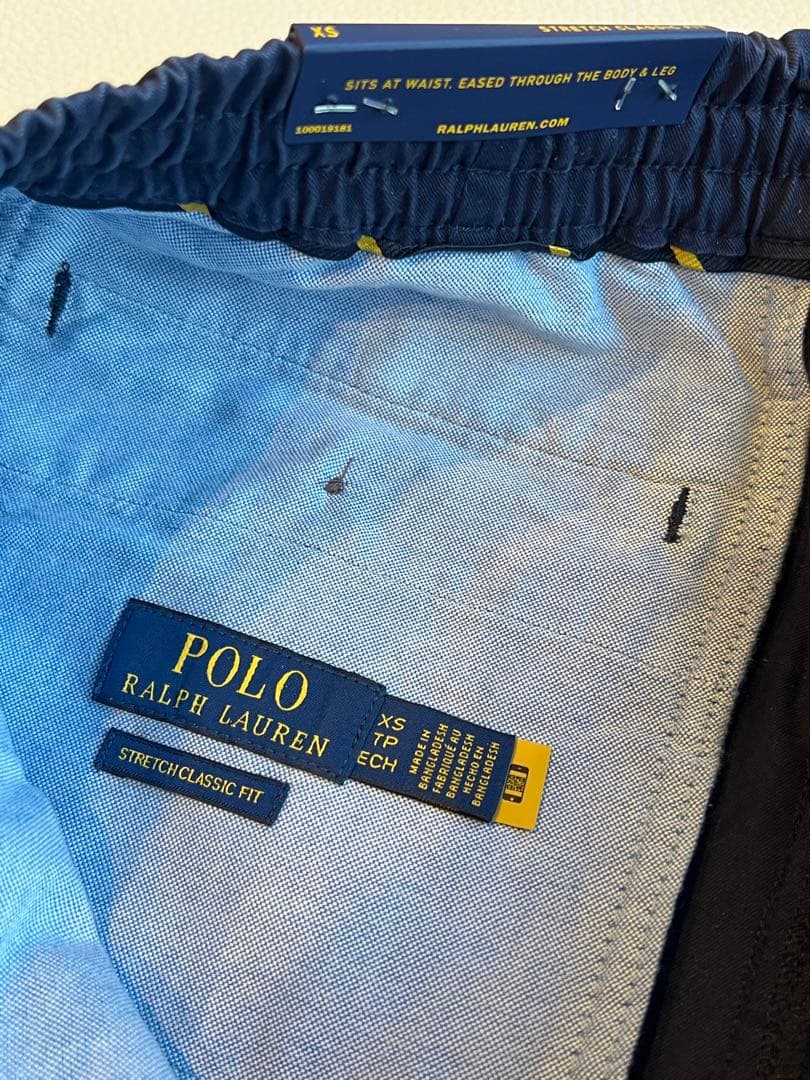 XS
STRETCH CLASSIC FIT
SITS AT WAIST, EASED THROUGH THE BODY & LEG
100019181
RALPHLAUREN.COM
POLO
RALPH LAUREN
STRETCH CLASSIC FIT
XS
TP
ECH
MADE IN
BANGLADESH
FABRIQUÉ AU
BANGLADESH
HECHO EN
BANGLADESH